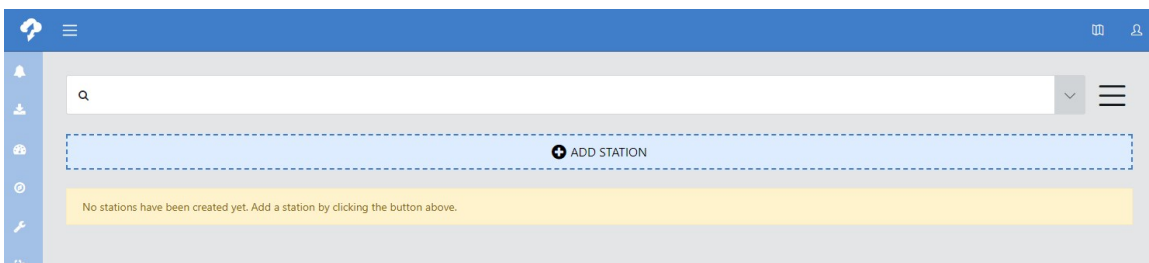 ADD STATION
No stations have been created yet. Add a station by clicking the button above.